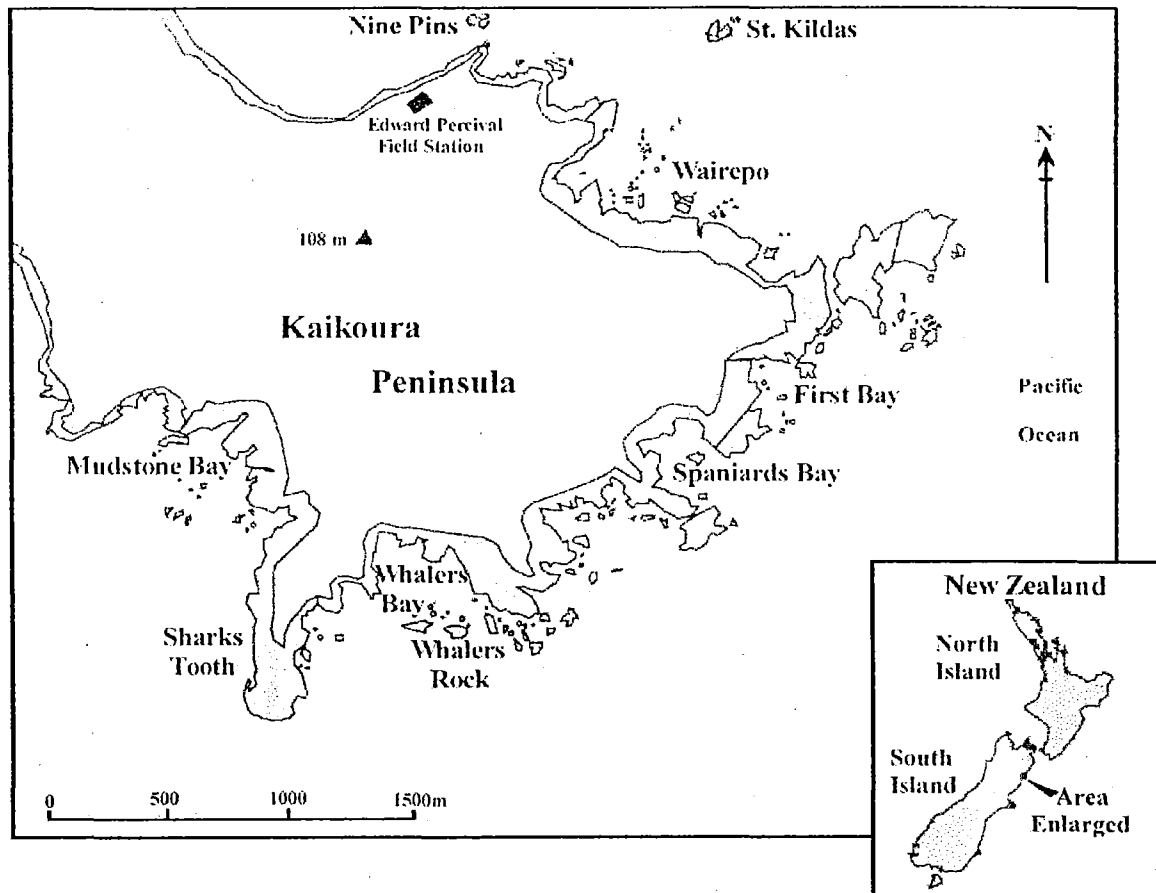 Nine Pins
St. Kildas
Edward Percival
Field Station
N
Wairepo
108 m
Kaikoura
Peninsula
First Bay
Pacific
Ocean
Mudstone Bay
Spaniards Bay
Whalers
Bay
Sharks
Tooth
Whalers
Rock
0 500 1000 1500m
New Zealand
North
Island
South
Island
Area
Enlarged